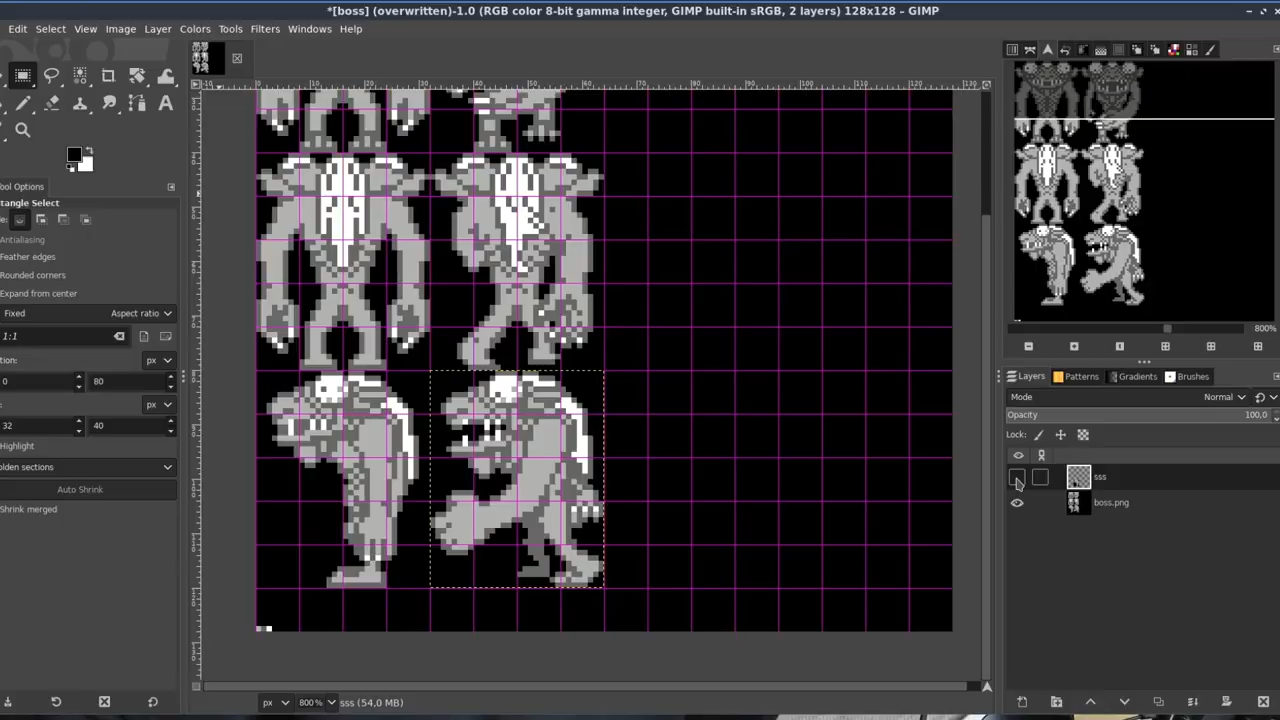 *[boss] (overwritten)-1.0 (RGB color 8-bit gamma integer, GIMP built-in sRGB, 2 layers) 128x128 – GIMP
Edit Select View Image Layer Colors Tools Filters Windows Help
ool Options
ctangle Select
e:
Antialiasing
Feather edges
Rounded corners
Expand from center
Fixed Aspect ratio
1:1
tion: px
0 80
: px
32 40
Highlight
olden sections
Auto Shrink
Shrink merged
px 800% sss (54,0 MB)
800%
Layers Patterns Gradients Brushes
Mode Normal
Opacity 100,0
Lock:
sss
boss.png